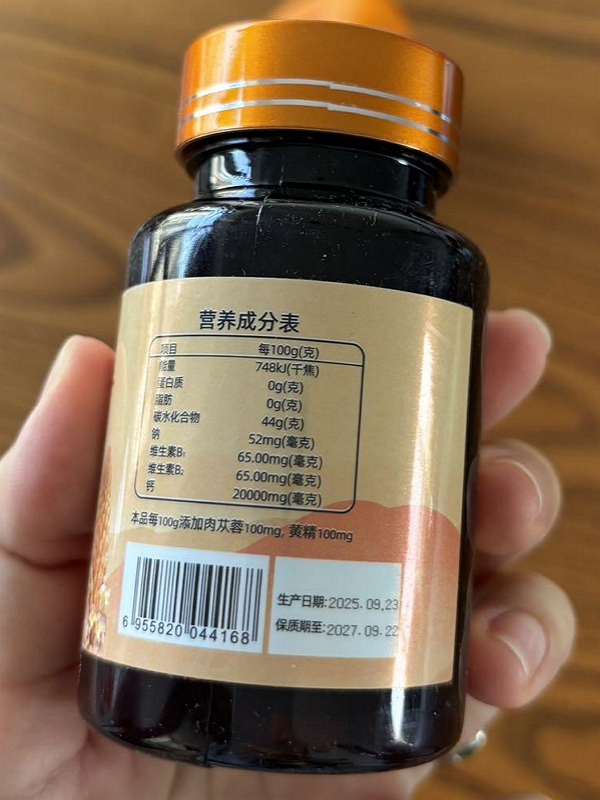 营养成分表
项目 每100g(克)
能量 748kJ(千焦)
蛋白质 0g(克)
脂肪 0g(克)
碳水化合物 44g(克)
钠 52mg(毫克)
维生素B₁ 65.00mg(毫克)
维生素B₂ 65.00mg(毫克)
钙 20000mg(毫克)
本品每100g添加肉苁蓉100mg, 黄精100mg
生产日期:2025.09.23
保质期至:2027.09.22
6 955820 044168